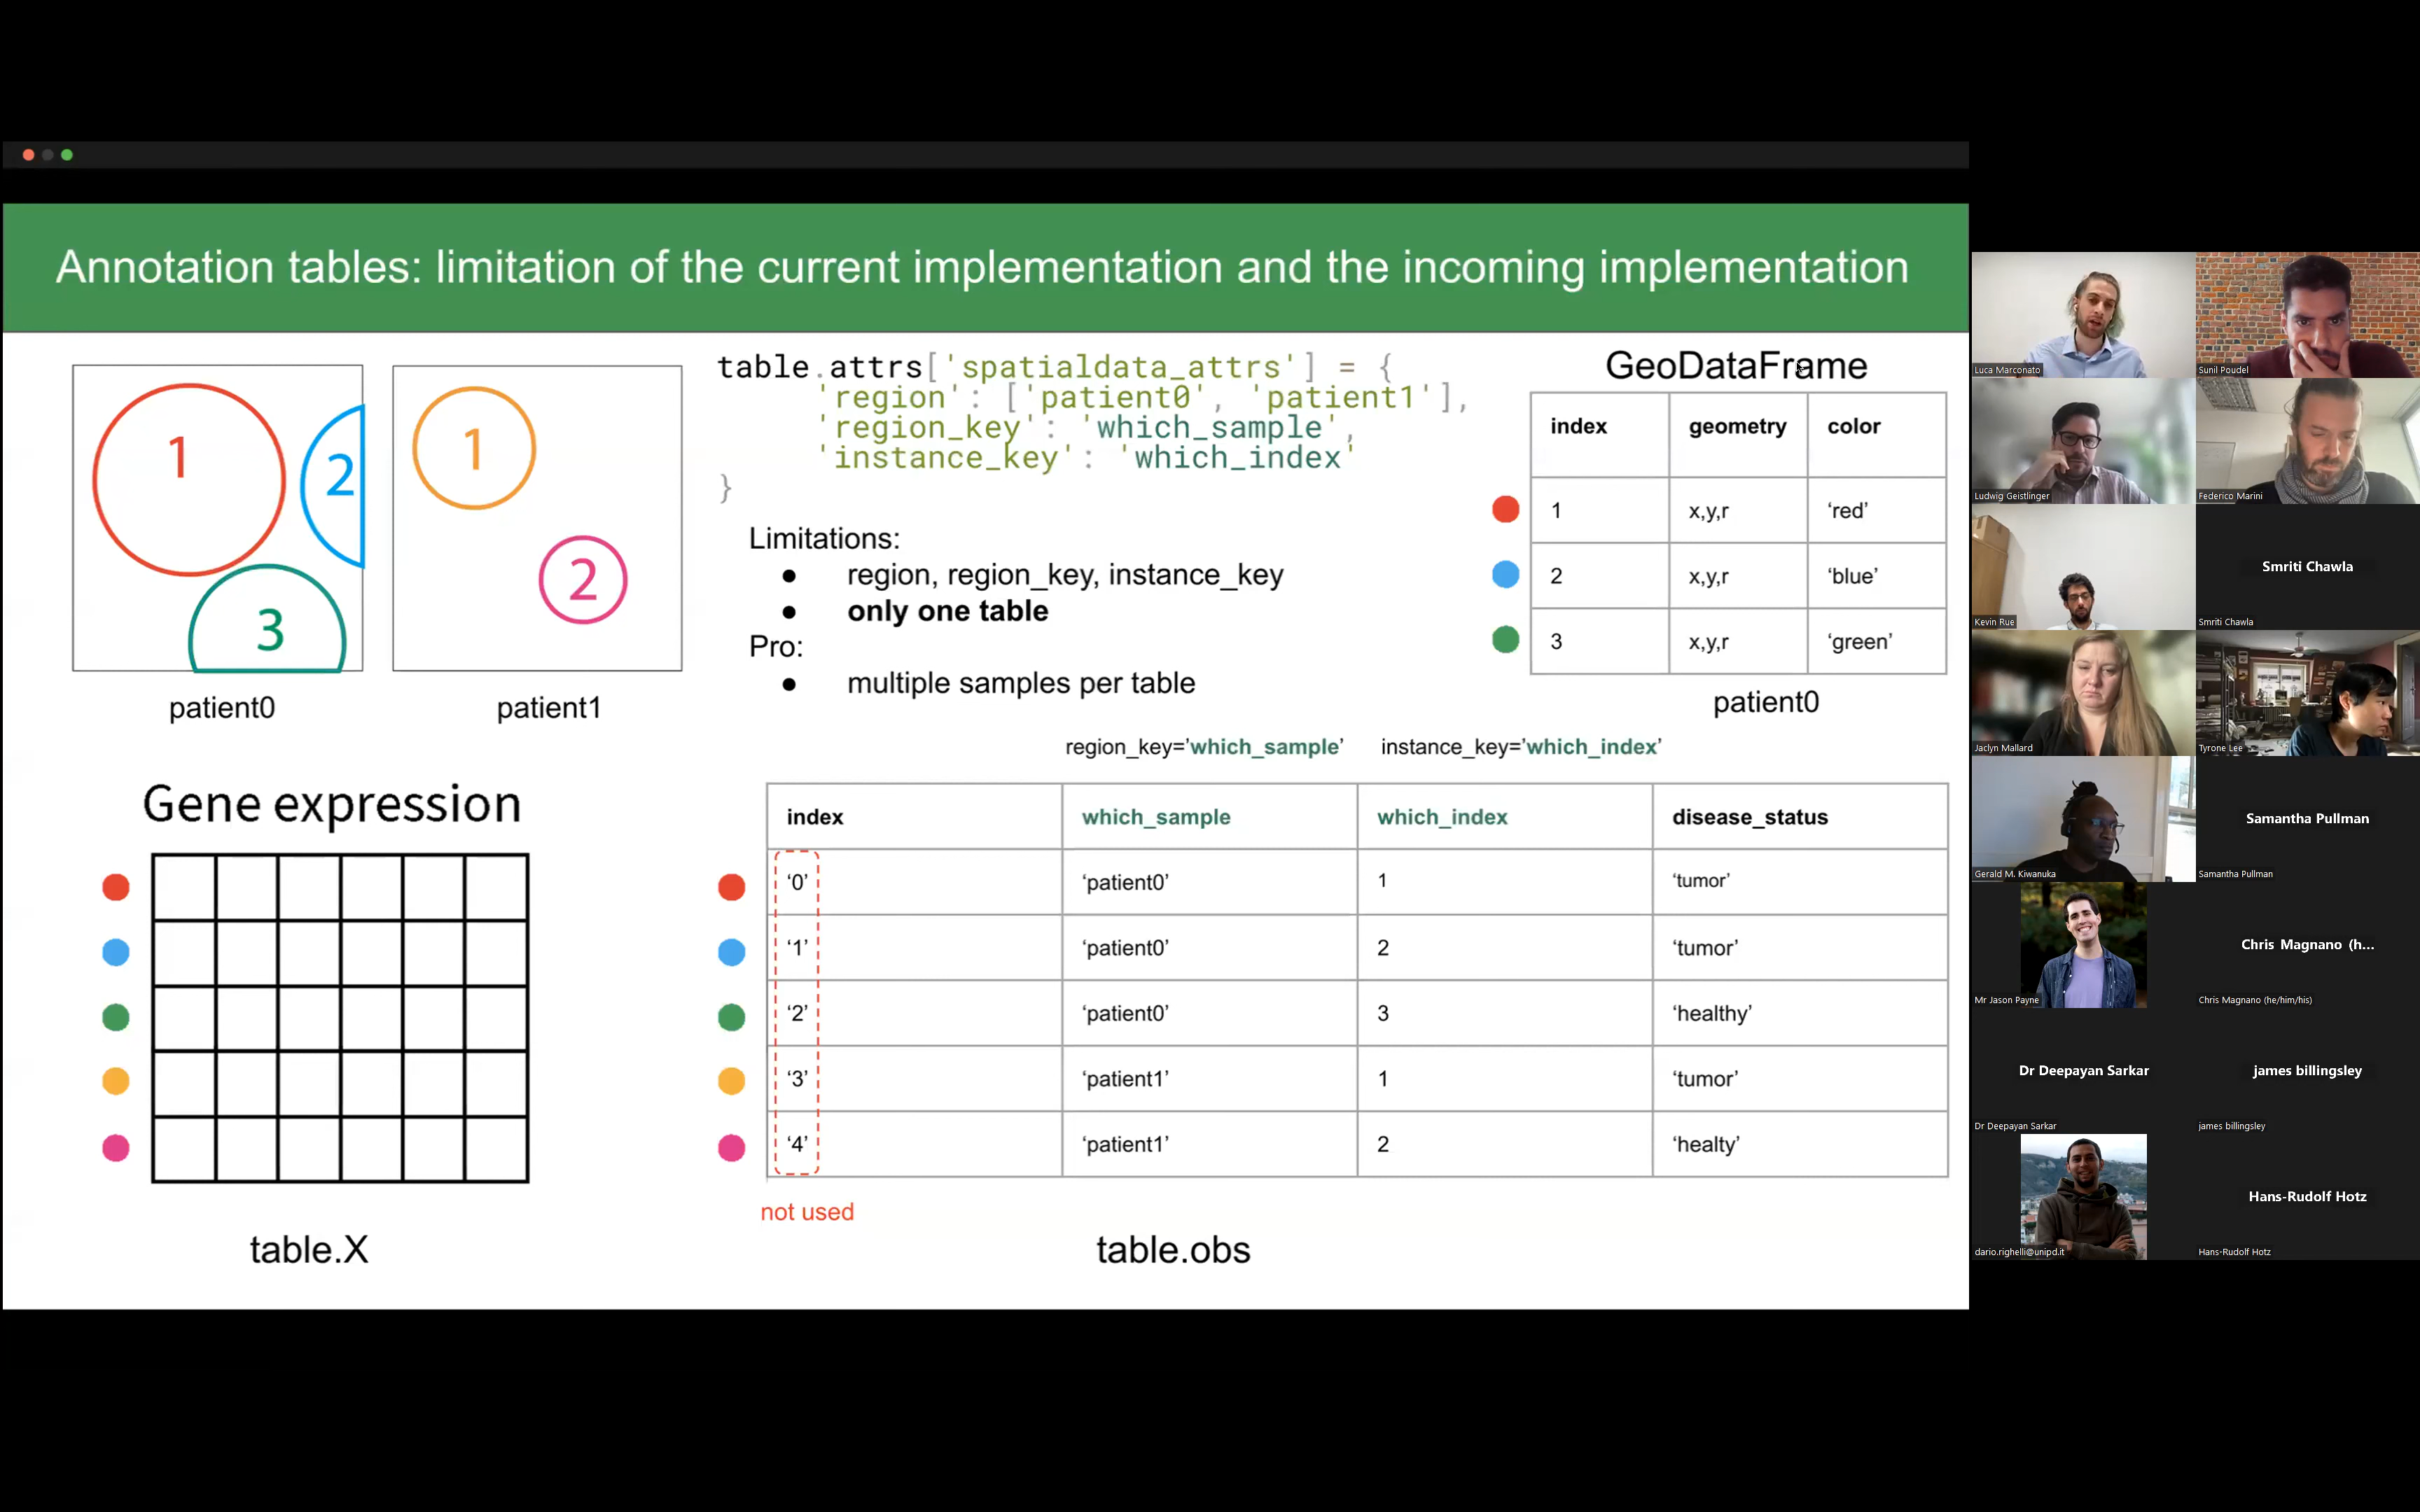 Annotation tables: limitation of the current implementation and the incoming implementation
1
2
3
patient0
1
2
patient1
table.attrs['spatialdata_attrs'] = {
'region': ['patient0', 'patient1'],
'region_key': 'which_sample',
'instance_key': 'which_index'
}
Limitations:
● region, region_key, instance_key
● only one table
Pro:
● multiple samples per table
GeoDataFrame
index geometry color
1 x,y,r ‘red’
2 x,y,r ‘blue’
3 x,y,r ‘green’
patient0
Gene expression
table.X
region_key=’which_sample’ instance_key=’which_index’
index which_sample which_index disease_status
‘0’ ‘patient0’ 1 ‘tumor’
‘1’ ‘patient0’ 2 ‘tumor’
‘2’ ‘patient0’ 3 ‘healthy’
‘3’ ‘patient1’ 1 ‘tumor’
‘4’ ‘patient1’ 2 ‘healty’
not used
table.obs
Luca Marconato
Sunil Poudel
Ludwig Geistlinger
Federico Marini
Kevin Rue
Smriti Chawla
Smriti Chawla
Jaclyn Mallard
Tyrone Lee
Gerald M. Kiwanuka
Samantha Pullman
Samantha Pullman
Mr Jason Payne
Chris Magnano (h...
Chris Magnano (he/him/his)
Dr Deepayan Sarkar
Dr Deepayan Sarkar
james billingsley
james billingsley
dario.righelli@unipd.it
Hans-Rudolf Hotz
Hans-Rudolf Hotz